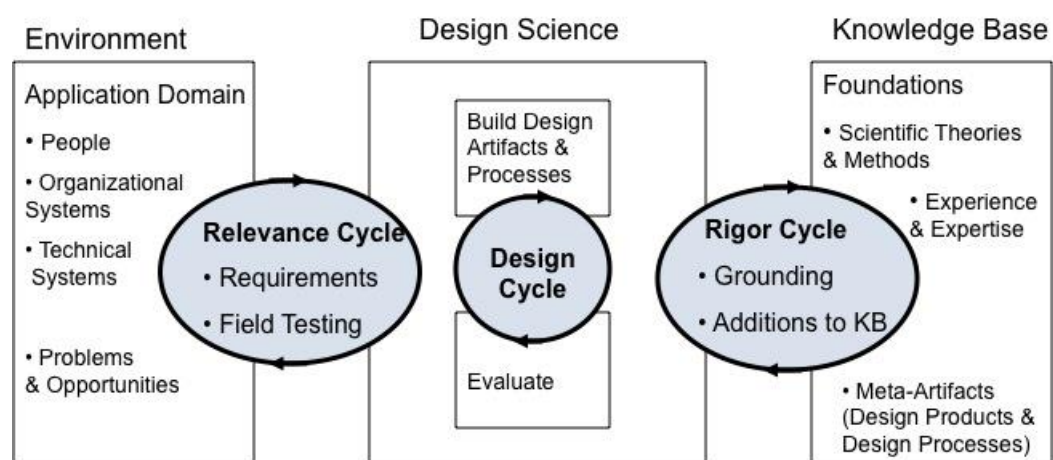 Environment
Design Science
Knowledge Base
Application Domain
• People
• Organizational
Systems
• Technical
Systems
• Problems
& Opportunities
Relevance Cycle
• Requirements
• Field Testing
Build Design
Artifacts &
Processes
Design
Cycle
Evaluate
Rigor Cycle
• Grounding
• Additions to KB
Foundations
• Scientific Theories
& Methods
• Experience
& Expertise
• Meta-Artifacts
(Design Products &
Design Processes)